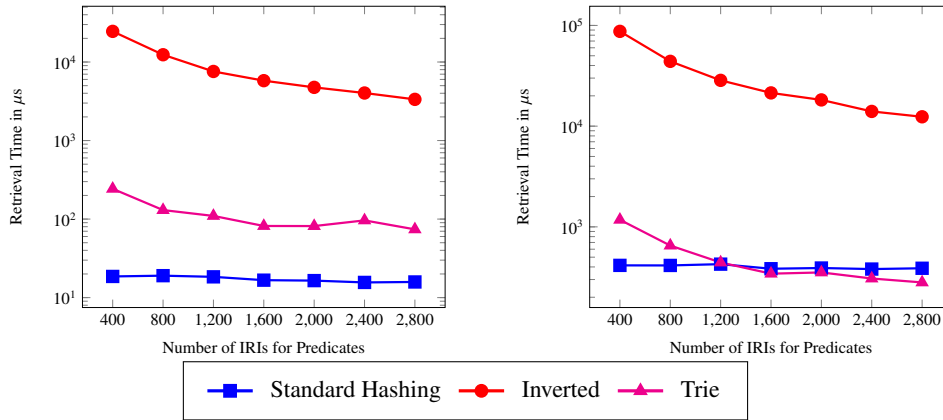 10^4
10^3
10^2
10^1
Retrieval Time in μs
400 800 1,200 1,600 2,000 2,400 2,800
Number of IRIs for Predicates
10^5
10^4
10^3
Retrieval Time in μs
400 800 1,200 1,600 2,000 2,400 2,800
Number of IRIs for Predicates
Standard Hashing Inverted Trie